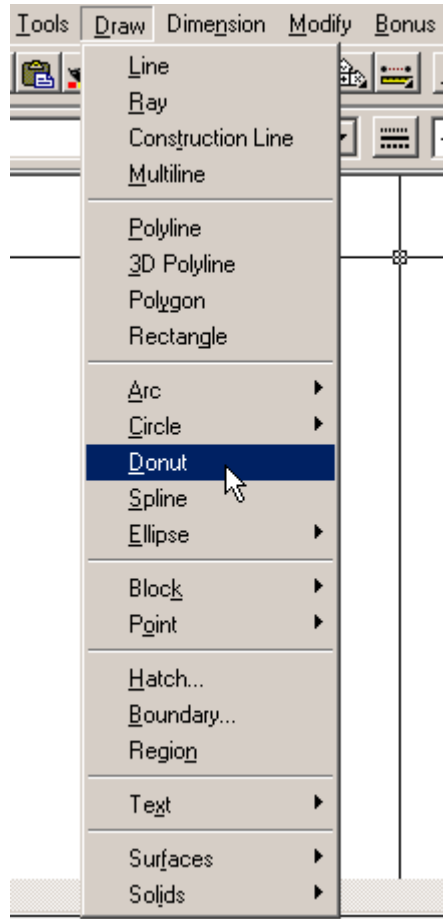 Tools Draw Dimension Modify Bonus
Line
Ray
Construction Line
Multiline
Polyline
3D Polyline
Polygon
Rectangle
Arc
Circle
Donut
Spline
Ellipse
Block
Point
Hatch...
Boundary...
Region
Text
Surfaces
Solids